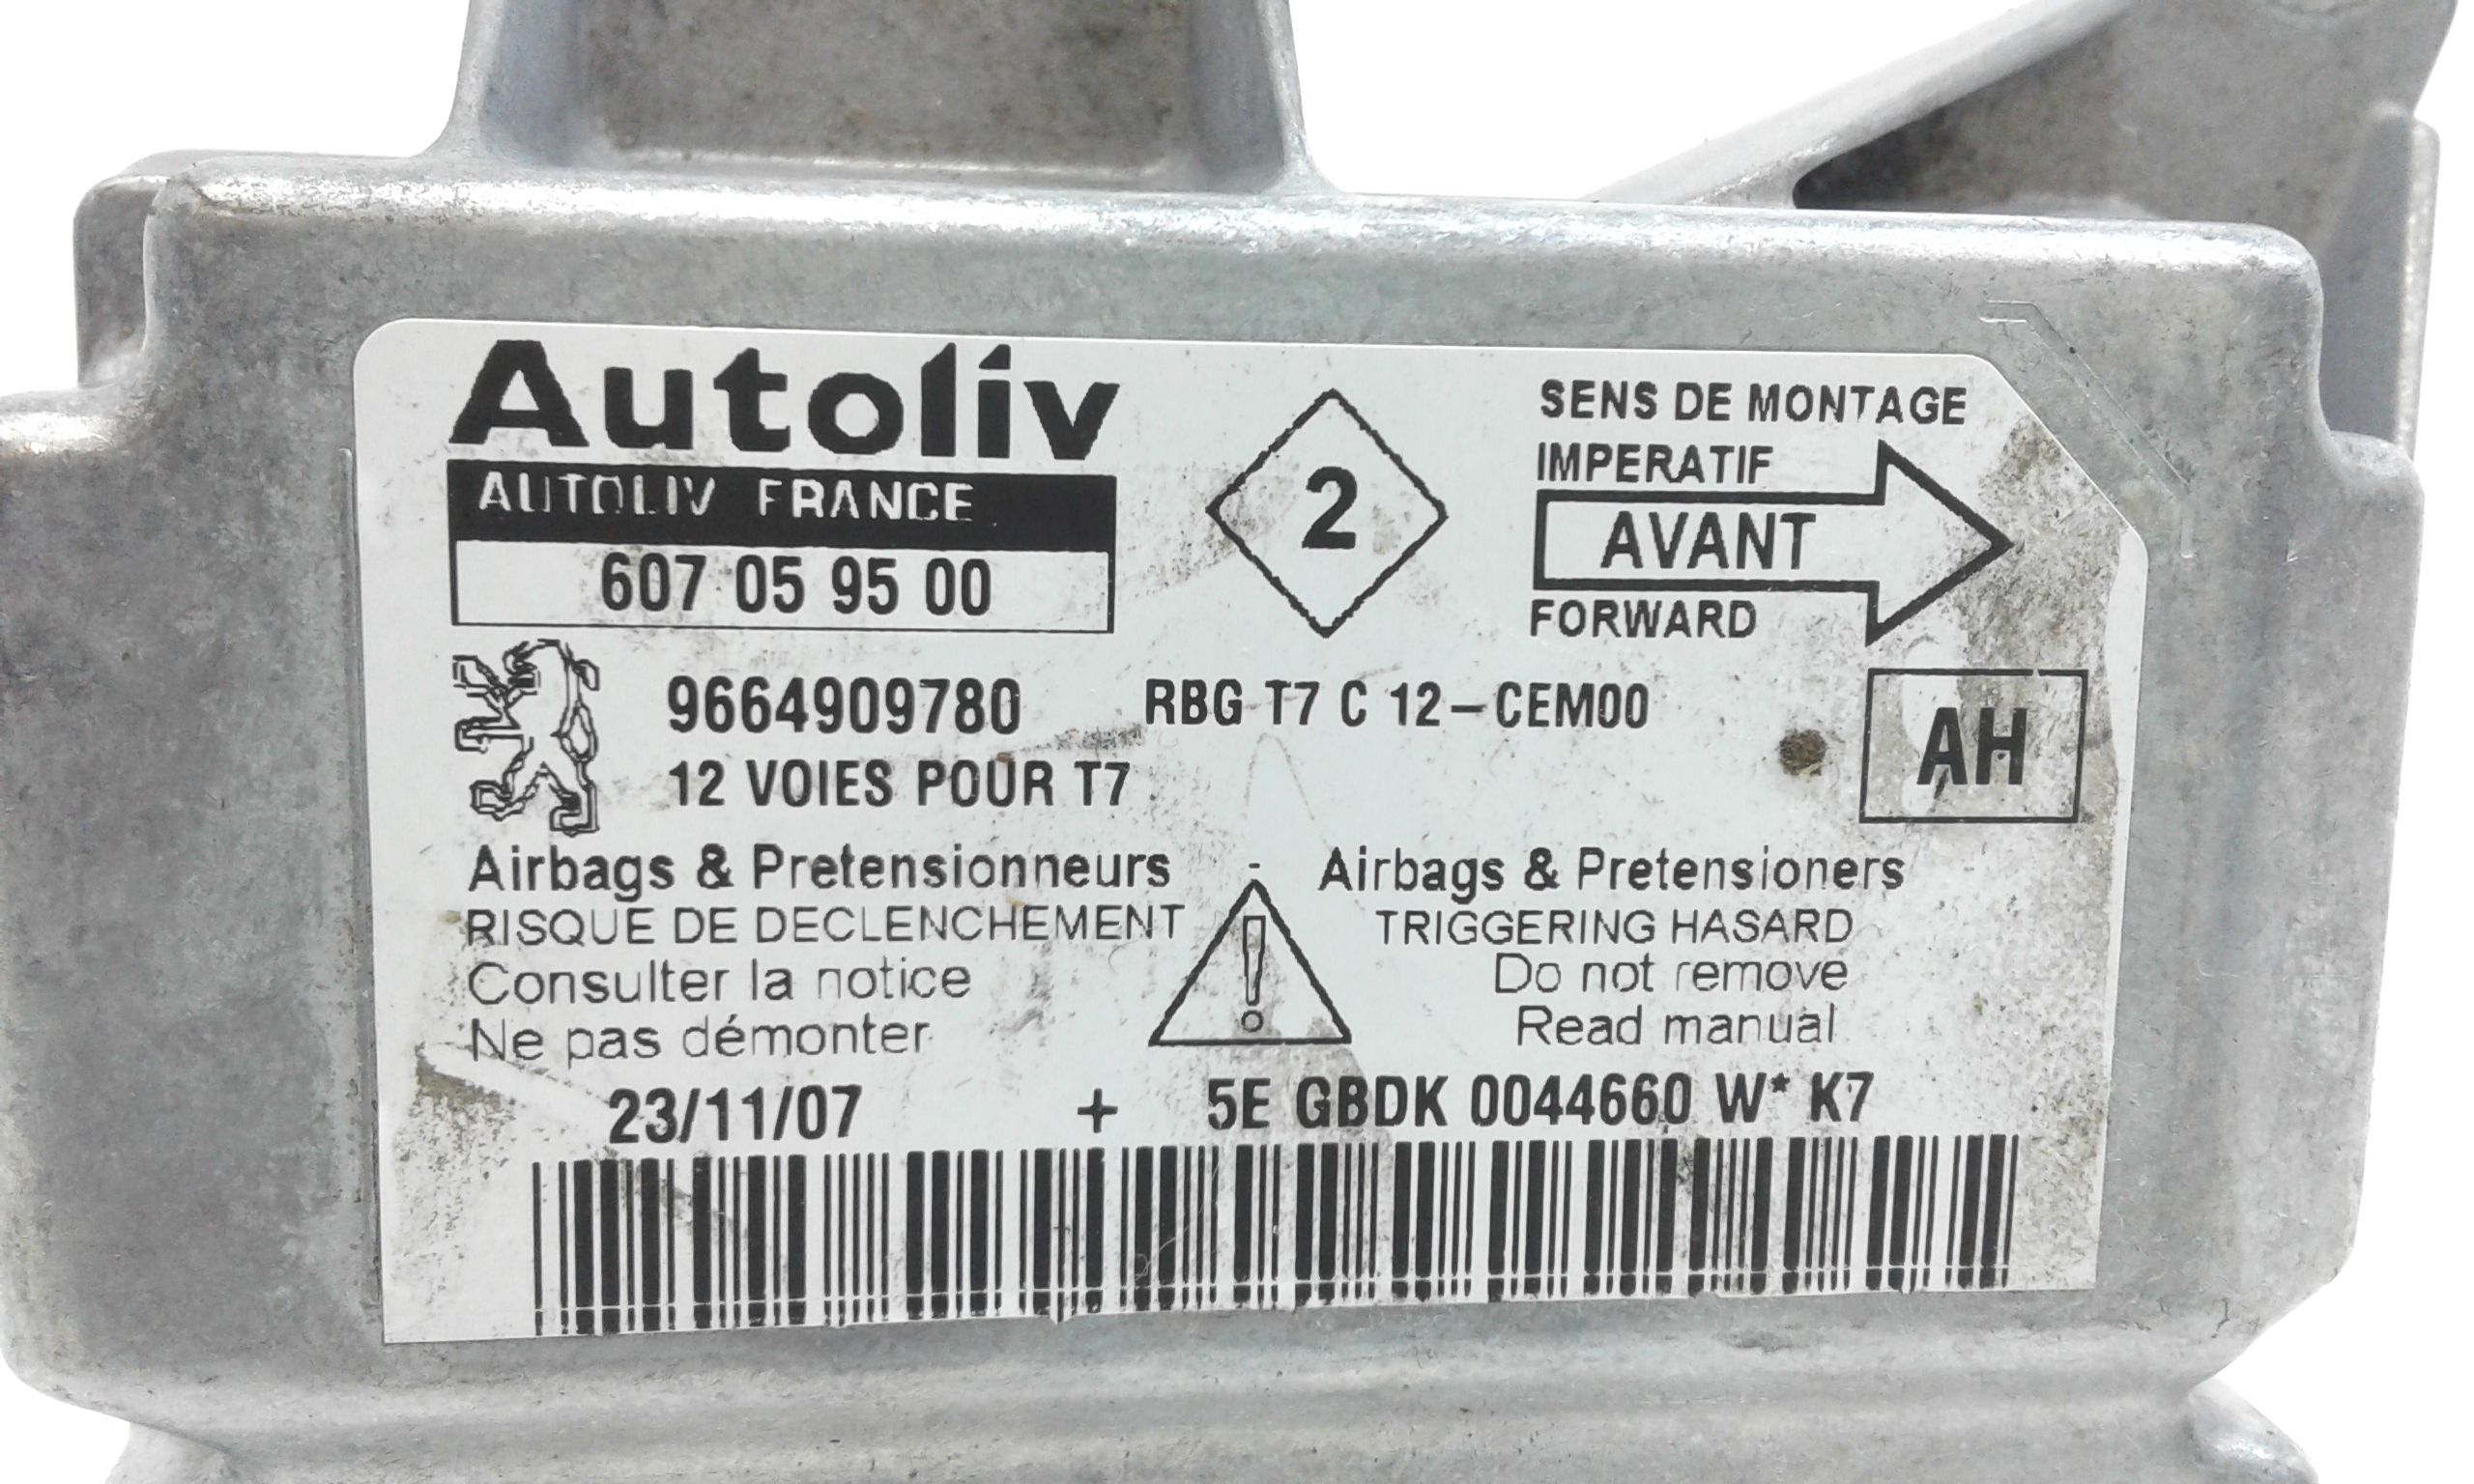 Autoliv
AUTOLIV FRANCE
607 05 95 00
2
SENS DE MONTAGE
IMPERATIF
AVANT
FORWARD
9664909780 RBG T7 C 12-CEM00
12 VOIES POUR T7
AH
Airbags & Pretensionneurs - Airbags & Pretensioners
RISQUE DE DECLENCHEMENT ! TRIGGERING HASARD
Consulter la notice Do not remove
Ne pas démonter Read manual
23/11/07 + 5E GBDK 0044660 W* K7